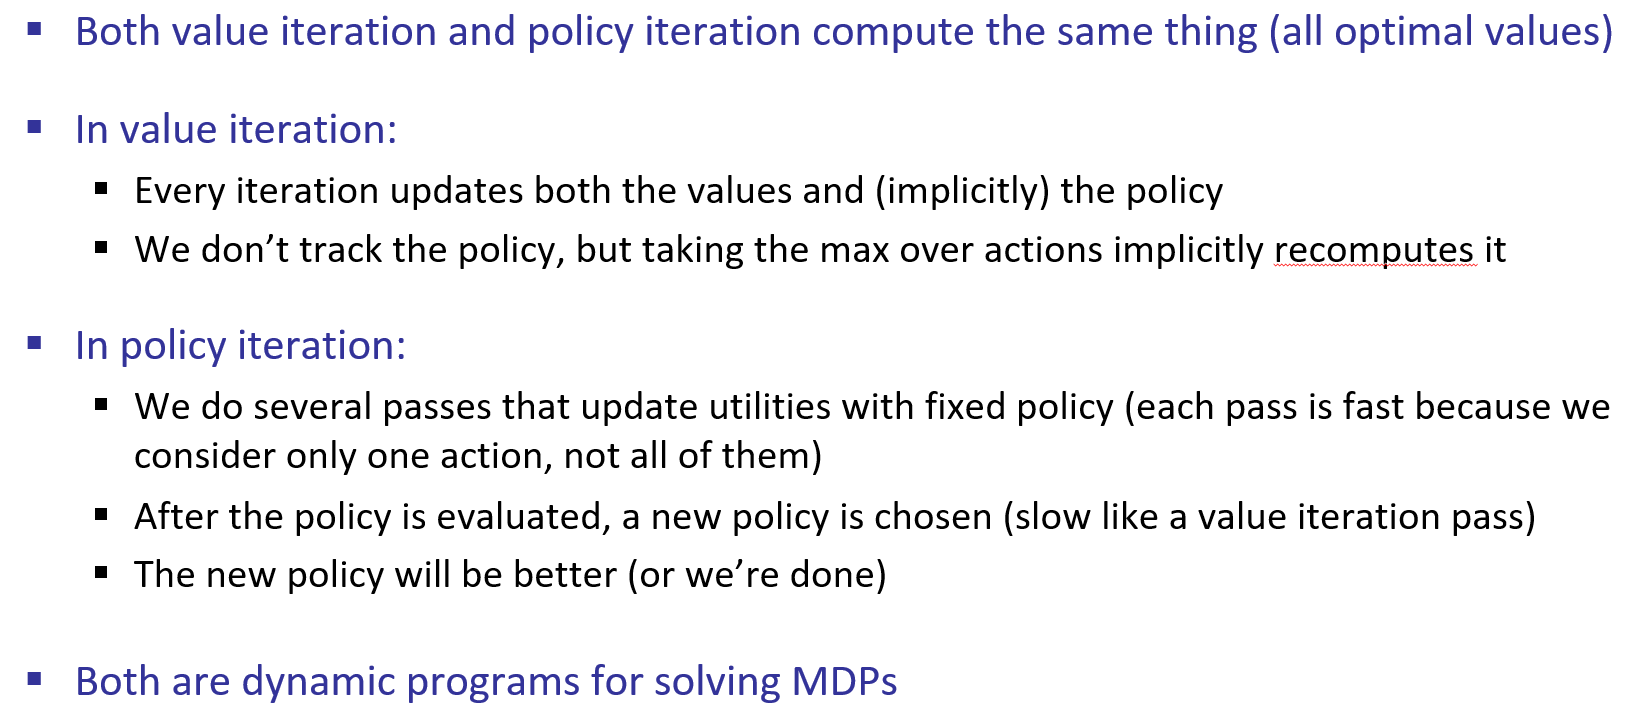 ▪ Both value iteration and policy iteration compute the same thing (all optimal values)
▪ In value iteration:
▪ Every iteration updates both the values and (implicitly) the policy
▪ We don’t track the policy, but taking the max over actions implicitly recomputes it
▪ In policy iteration:
▪ We do several passes that update utilities with fixed policy (each pass is fast because we
consider only one action, not all of them)
▪ After the policy is evaluated, a new policy is chosen (slow like a value iteration pass)
▪ The new policy will be better (or we’re done)
▪ Both are dynamic programs for solving MDPs